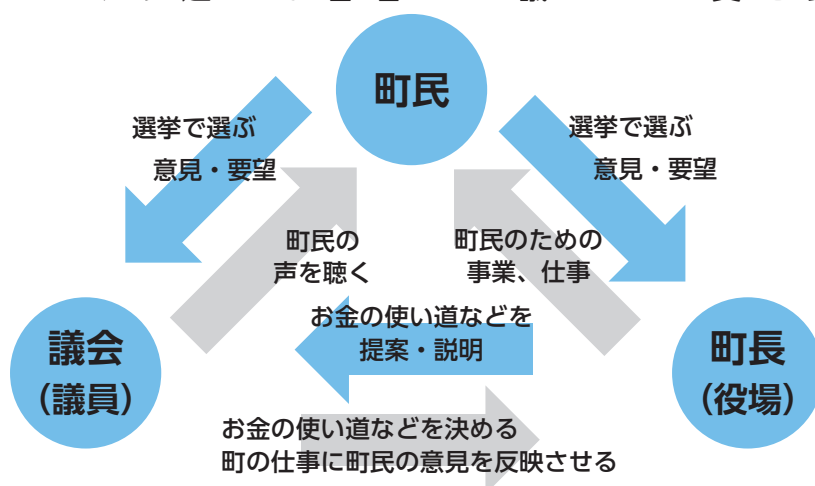 町民
選挙で選ぶ
意見・要望
選挙で選ぶ
意見・要望
町民の
声を聴く
町民のための
事業、仕事
お金の使い道などを
提案・説明
議会
（議員）
町長
（役場）
お金の使い道などを決める
町の仕事に町民の意見を反映させる